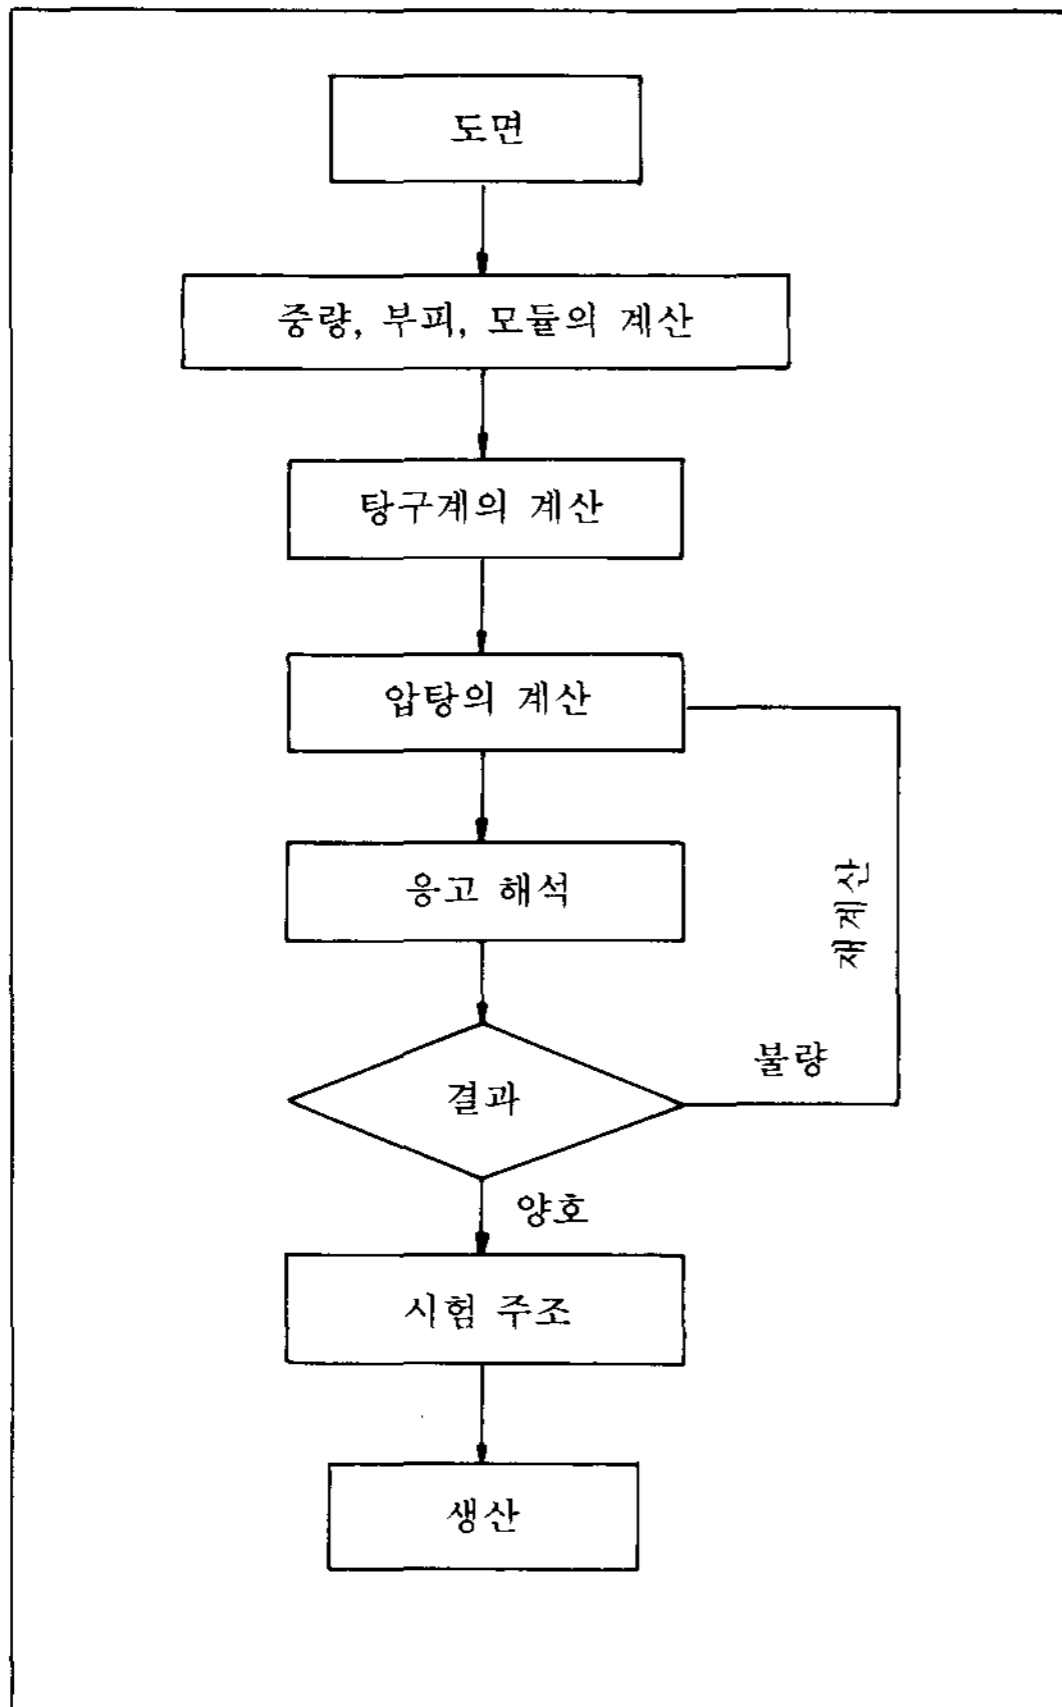 도면
중량, 부피, 모듈의 계산
탕구계의 계산
압탕의 계산
응고 해석
재계산
결과
불량
양호
시험 주조
생산